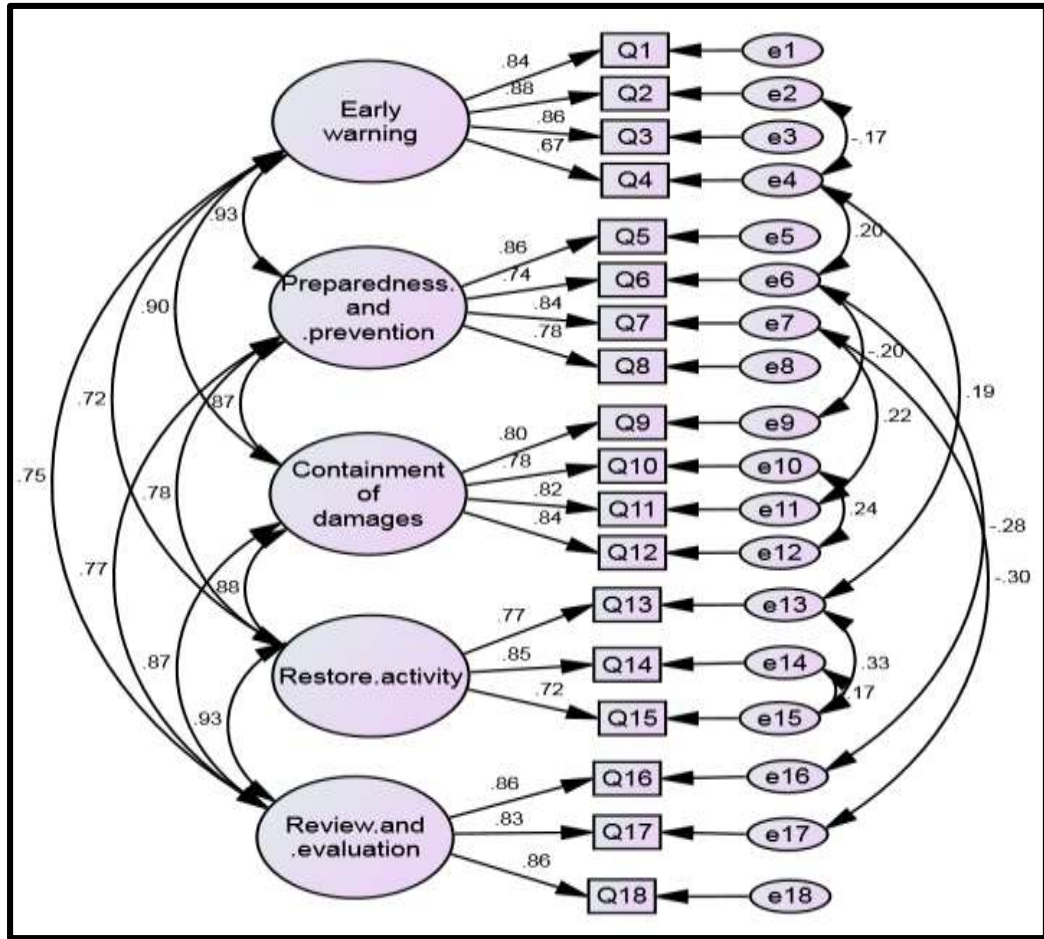 Early
warning
Preparedness.
and
.prevention
Containment
of
damages
Restore.activity
Review.and
.evaluation
.84
.88
.86
.67
.86
.74
.84
.78
.80
.78
.82
.84
.77
.85
.72
.86
.83
.86
Q1
Q2
Q3
Q4
Q5
Q6
Q7
Q8
Q9
Q10
Q11
Q12
Q13
Q14
Q15
Q16
Q17
Q18
e1
e2
e3
e4
e5
e6
e7
e8
e9
e10
e11
e12
e13
e14
e15
e16
e17
e18
.93
.90
.72
.87
.75
.78
.77
.88
.87
.93
-.17
.20
-.20
.19
.22
.24
-.28
-.30
.33
.17